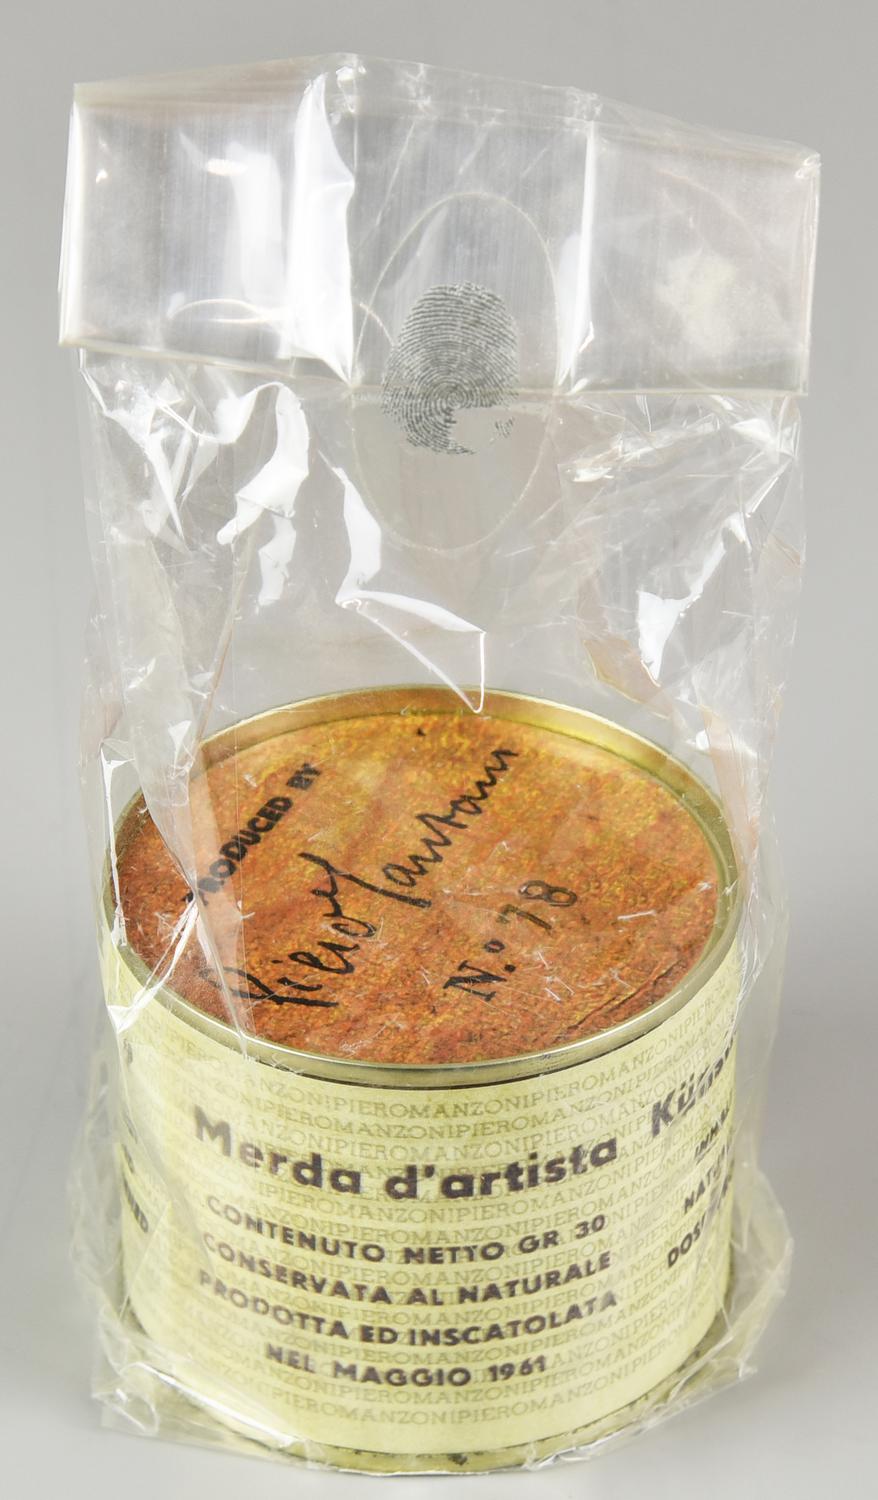 PRODUCED BY
Piero Manzoni
N.º 78
PIEROMANZONIPIEROMANZONIPIEROMANZONI
Merda d'artista
CONTENUTO NETTO GR 30
CONSERVATA AL NATURALE
PRODOTTA ED INSCATOLATA
NEL MAGGIO 1961